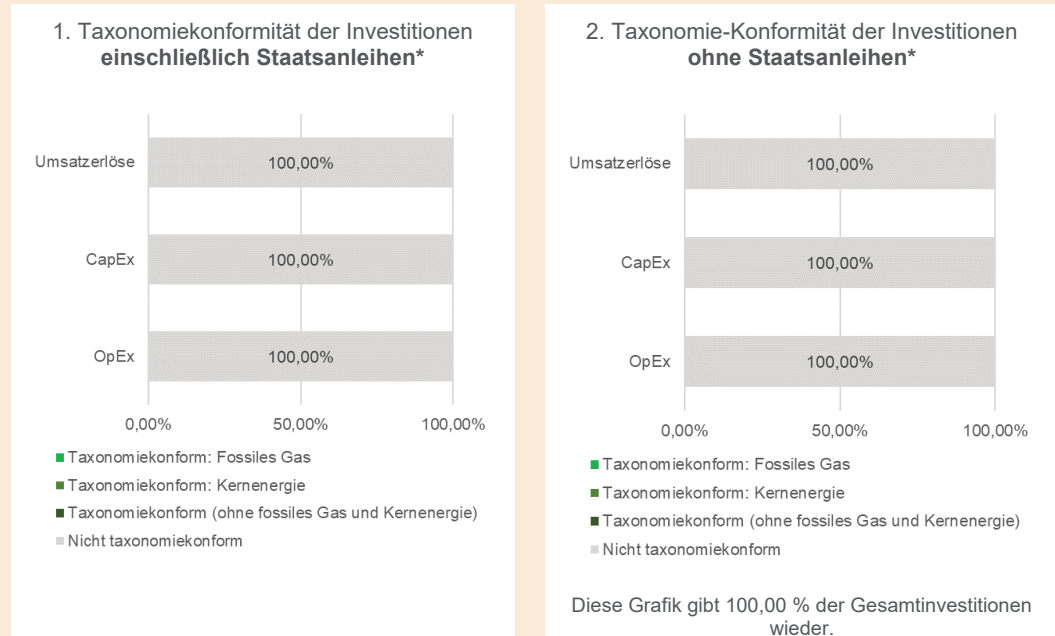 1. Taxonomiekonformität der Investitionen
einschließlich Staatsanleihen*
Umsatzerlöse
100,00%
CapEx
100,00%
OpEx
100,00%
0,00%
50,00%
100,00%
Taxonomiekonform: Fossiles Gas
Taxonomiekonform: Kernenergie
Taxonomiekonform (ohne fossiles Gas und Kernenergie)
Nicht taxonomiekonform
2. Taxonomie-Konformität der Investitionen
ohne Staatsanleihen*
Umsatzerlöse
100,00%
CapEx
100,00%
OpEx
100,00%
0,00%
50,00%
100,00%
Taxonomiekonform: Fossiles Gas
Taxonomiekonform: Kernenergie
Taxonomiekonform (ohne fossiles Gas und Kernenergie)
Nicht taxonomiekonform
Diese Grafik gibt 100,00 % der Gesamtinvestitionen
wieder.